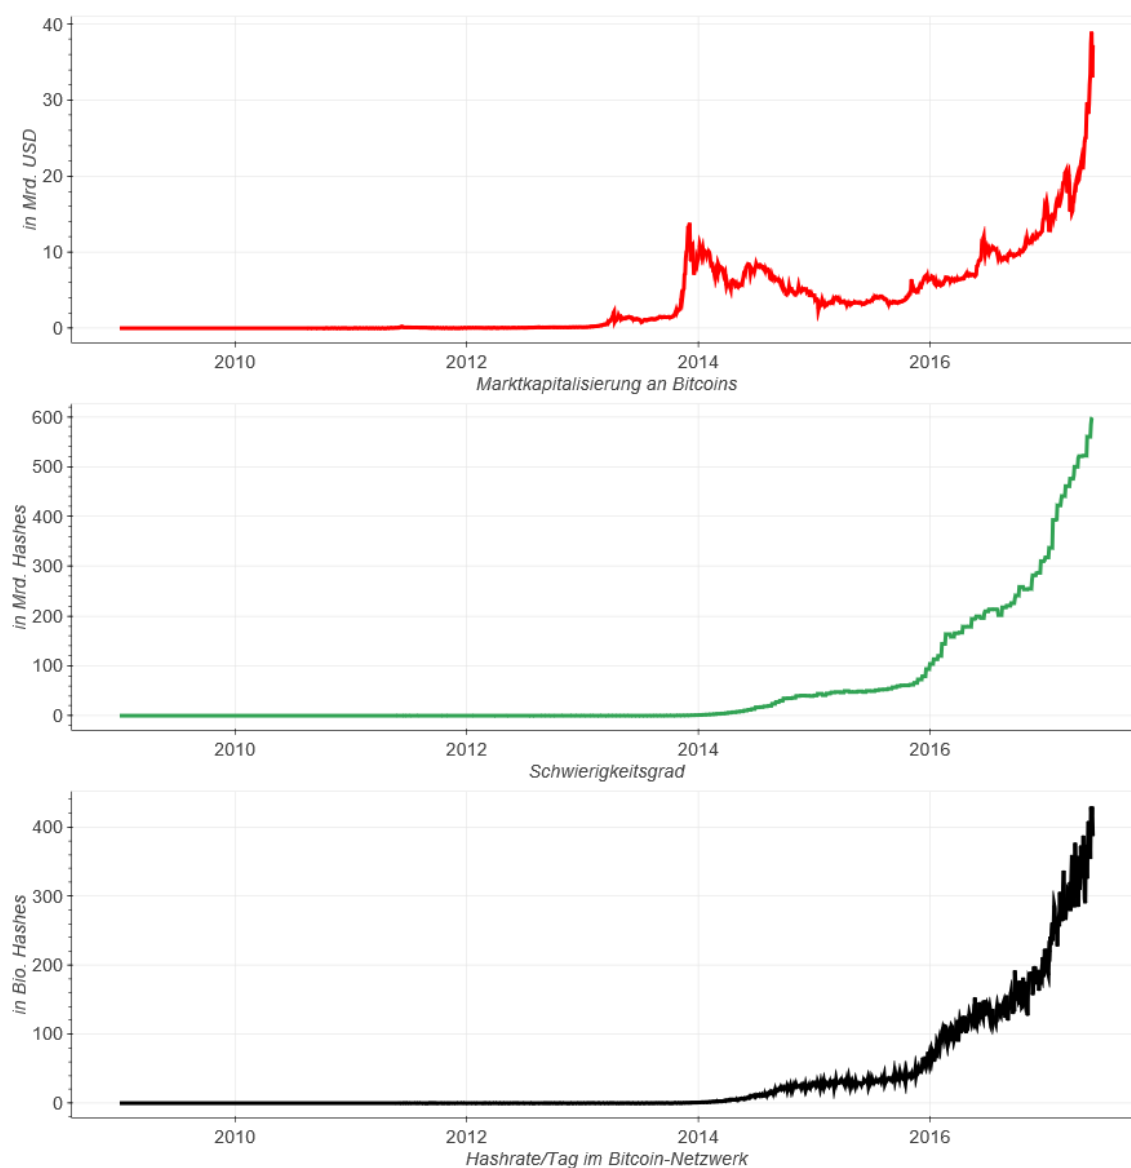 40
30
20
10
0
in Mrd. USD
2010 2012 2014 2016
Marktkapitalisierung an Bitcoins
600
500
400
300
200
100
0
in Mrd. Hashes
2010 2012 2014 2016
Schwierigkeitsgrad
400
300
200
100
0
in Bio. Hashes
2010 2012 2014 2016
Hashrate/Tag im Bitcoin-Netzwerk